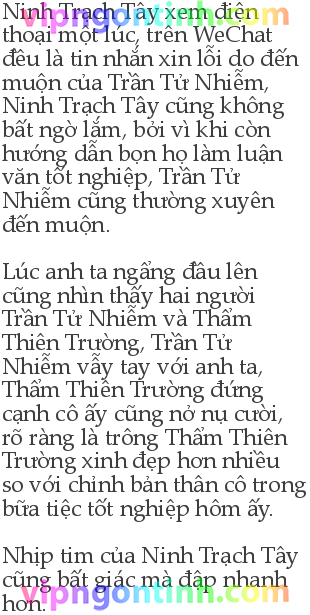 Ninh Trạch Tây xem điện
thoại một lúc, trên WeChat
đều là tin nhắn xin lỗi do đến
muộn của Trần Tử Nhiễm,
Ninh Trạch Tây cũng không
bất ngờ lắm, bởi vì khi còn
hướng dẫn bọn họ làm luận
văn tốt nghiệp, Trần Tử
Nhiễm cũng thường xuyên
đến muộn.
Lúc anh ta ngẩng đầu lên
cũng nhìn thấy hai người
Trần Tử Nhiễm và Thẩm
Thiên Trường, Trần Tử
Nhiễm vẫy tay với anh ta,
Thẩm Thiên Trường đứng
cạnh cô ấy cũng nở nụ cười,
rõ ràng là trông Thẩm Thiên
Trường xinh đẹp hơn nhiều
so với chỉnh bản thân cô trong
bữa tiệc tốt nghiệp hôm ấy.
Nhịp tim của Ninh Trạch Tây
cũng bất giác mà đập nhanh
hơn.
vipngontinh.com
vipngontinh.com